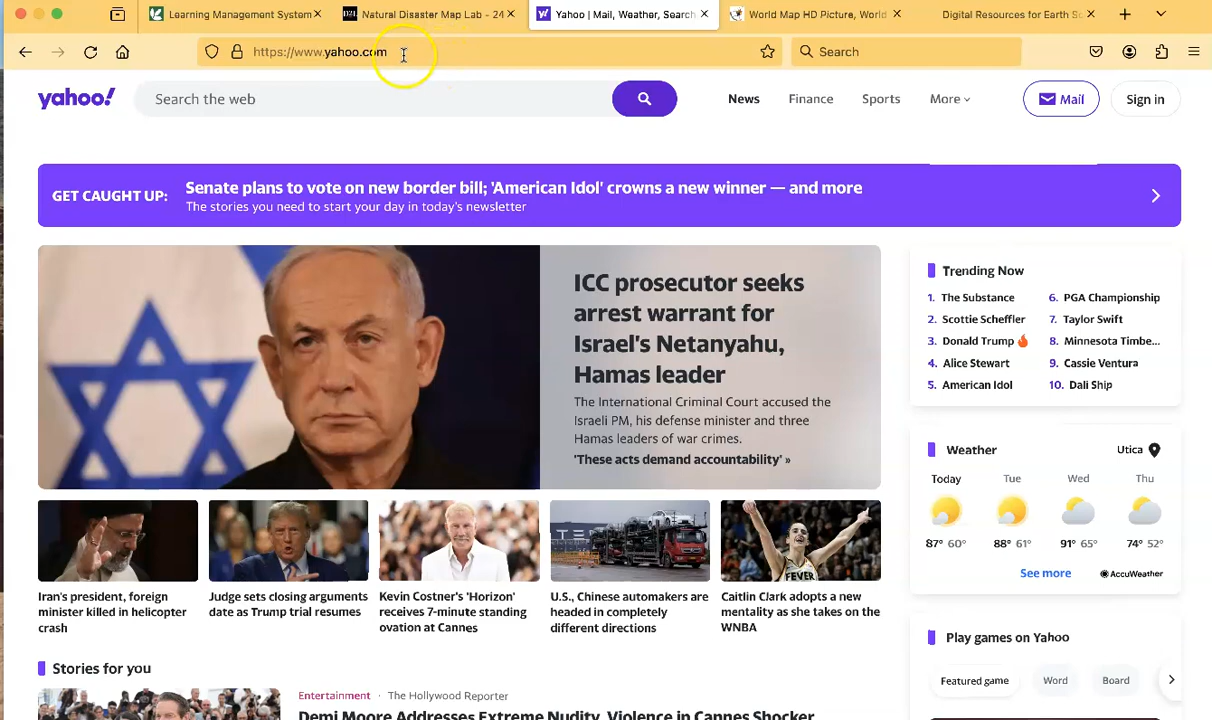 Learning Management System
D2L Natural Disaster Map Lab - 24
Yahoo | Mail, Weather, Search
World Map HD Picture, World
Digital Resources for Earth Sc
https://www.yahoo.com
Search
yahoo!
Search the web
News
Finance
Sports
More
Mail
Sign in
GET CAUGHT UP:
Senate plans to vote on new border bill; 'American Idol' crowns a new winner — and more
The stories you need to start your day in today's newsletter
ICC prosecutor seeks
arrest warrant for
Israel's Netanyahu,
Hamas leader
The International Criminal Court accused the
Israeli PM, his defense minister and three
Hamas leaders of war crimes.
'These acts demand accountability' »
Iran's president, foreign
minister killed in helicopter
crash
Judge sets closing arguments
date as Trump trial resumes
Kevin Costner's 'Horizon'
receives 7-minute standing
ovation at Cannes
U.S., Chinese automakers are
headed in completely
different directions
FEVER
Caitlin Clark adopts a new
mentality as she takes on the
WNBA
Stories for you
Entertainment · The Hollywood Reporter
Demi Moore Addresses Extreme Nudity, Violence in Cannes Shocker
Trending Now
1. The Substance
2. Scottie Scheffler
3. Donald Trump
4. Alice Stewart
5. American Idol
6. PGA Championship
7. Taylor Swift
8. Minnesota Timbe...
9. Cassie Ventura
10. Dali Ship
Weather
Utica
Today Tue Wed Thu
87° 60° 88° 61° 91° 65° 74° 52°
See more
AccuWeather
Play games on Yahoo
Featured game
Word
Board